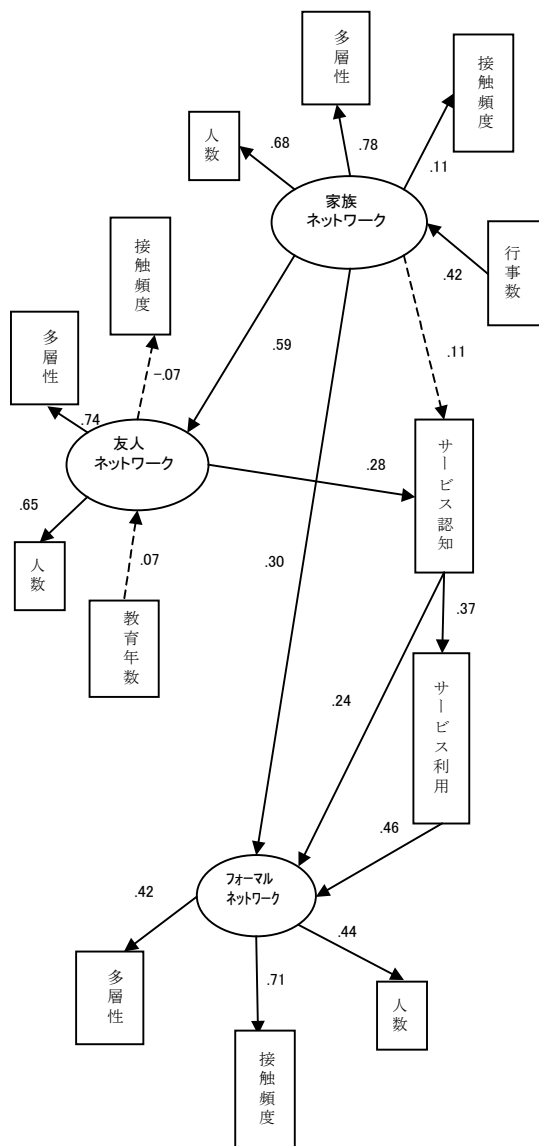 多層性
接触頻度
人数
.68
.78
.11
家族
ネットワーク
行事数
.42
接触頻度
多層性
.59
.11
-.07
.74
友人
ネットワーク
.28
サービス認知
.65
人数
.07
.30
教育年数
.37
.24
サービス利用
.46
フォーマル
ネットワーク
.42
.44
.71
多層性
人数
接触頻度